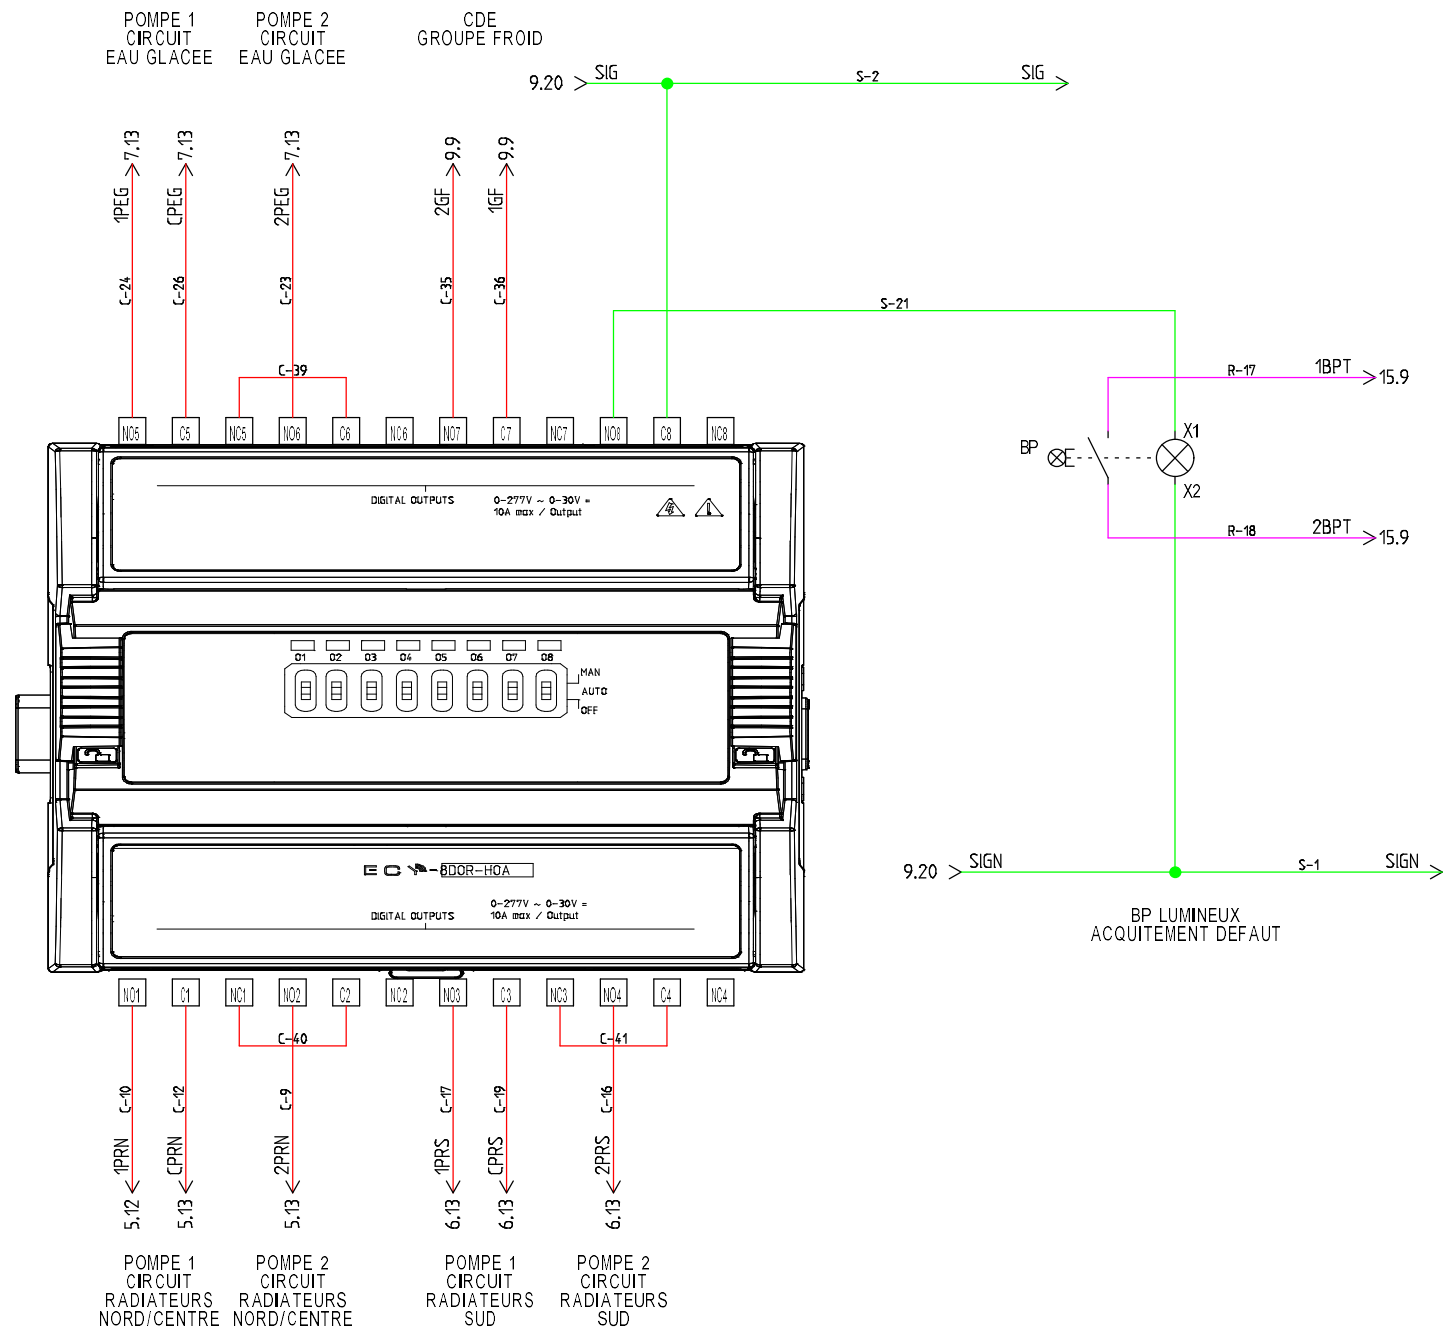 POMPE 1
CIRCUIT
EAU GLACEE
POMPE 2
CIRCUIT
EAU GLACEE
CDE
GROUPE FROID
9.20 SIG S-2 SIG
7.13 7.13 7.13 9.9 9.9
1PEG CPEG 2PEG 2GF 1GF
C-24 C-26 C-23 C-35 C-36
S-21
C-39
R-17 1BPT 15.9
NO5 C5 NC5 NO6 C6 NC6 NO7 C7 NC7 NO8 C8 NC8
BP X1
X2
DIGITAL OUTPUTS 0-277V ~ 0-30V =
10A max / Output
R-18 2BPT 15.9
01 02 03 04 05 06 07 08
MAN
AUTO
OFF
ECY-8DOR-HOA
9.20 SIGN S-1 SIGN
DIGITAL OUTPUTS 0-277V ~ 0-30V =
10A max / Output
BP LUMINEUX
ACQUITEMENT DEFAUT
NO1 C1 NC1 NO2 C2 NC2 NO3 C3 NC3 NO4 C4 NC4
C-40 C-41
C-10 C-12 C-9 C-17 C-19 C-16
1PRN CPRN 2PRN 1PRS CPRS 2PRS
5.12 5.13 5.13 6.13 6.13 6.13
POMPE 1
CIRCUIT
RADIATEURS
NORD/CENTRE
POMPE 2
CIRCUIT
RADIATEURS
NORD/CENTRE
POMPE 1
CIRCUIT
RADIATEURS
SUD
POMPE 2
CIRCUIT
RADIATEURS
SUD